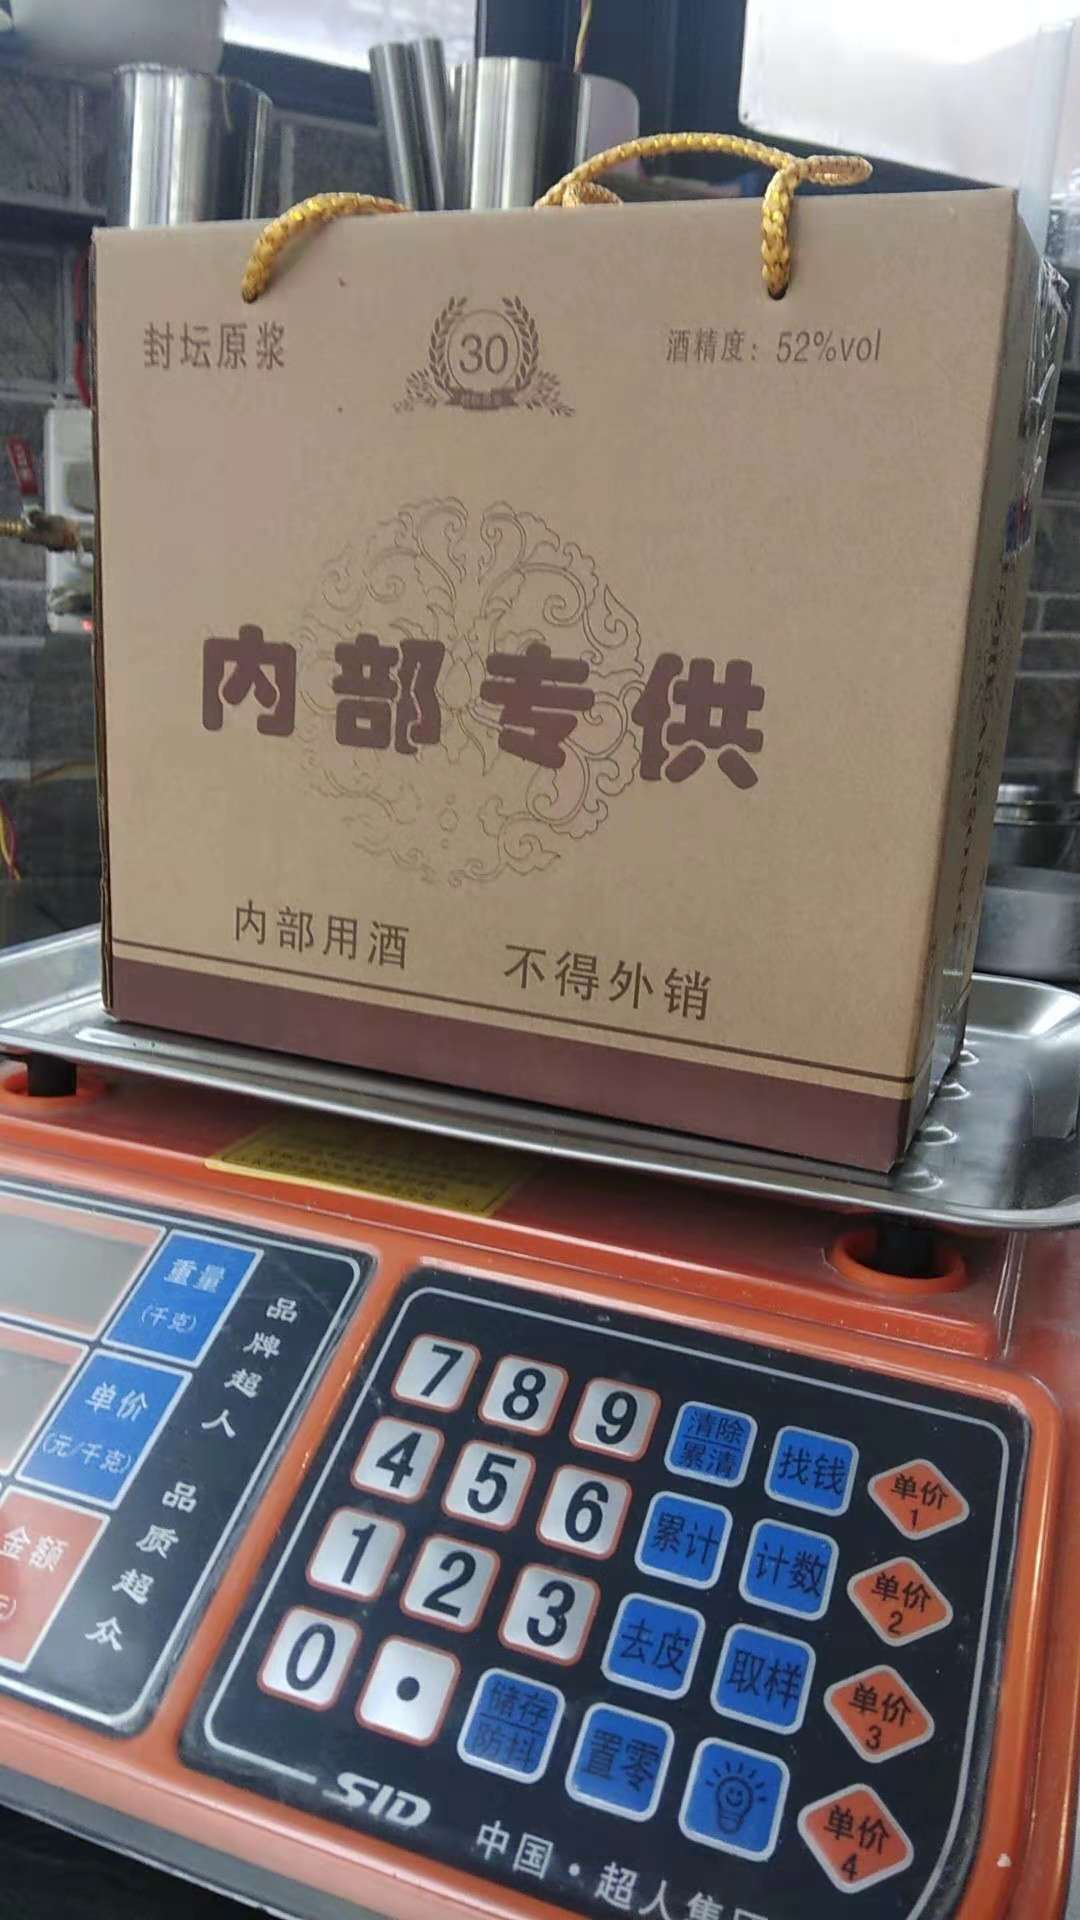 封坛原浆
30
酒精度：52%vol
内部专供
内部用酒 不得外销
重量
(千克)
单价
(元/千克)
金额
品牌超人 品质超众
7 8 9 清除 累清 找钱 单价1
4 5 6 累计 计数 单价2
1 2 3 去皮 取样 单价3
0 • 储存 防抖 置零 单价4
SID
中国·超人集